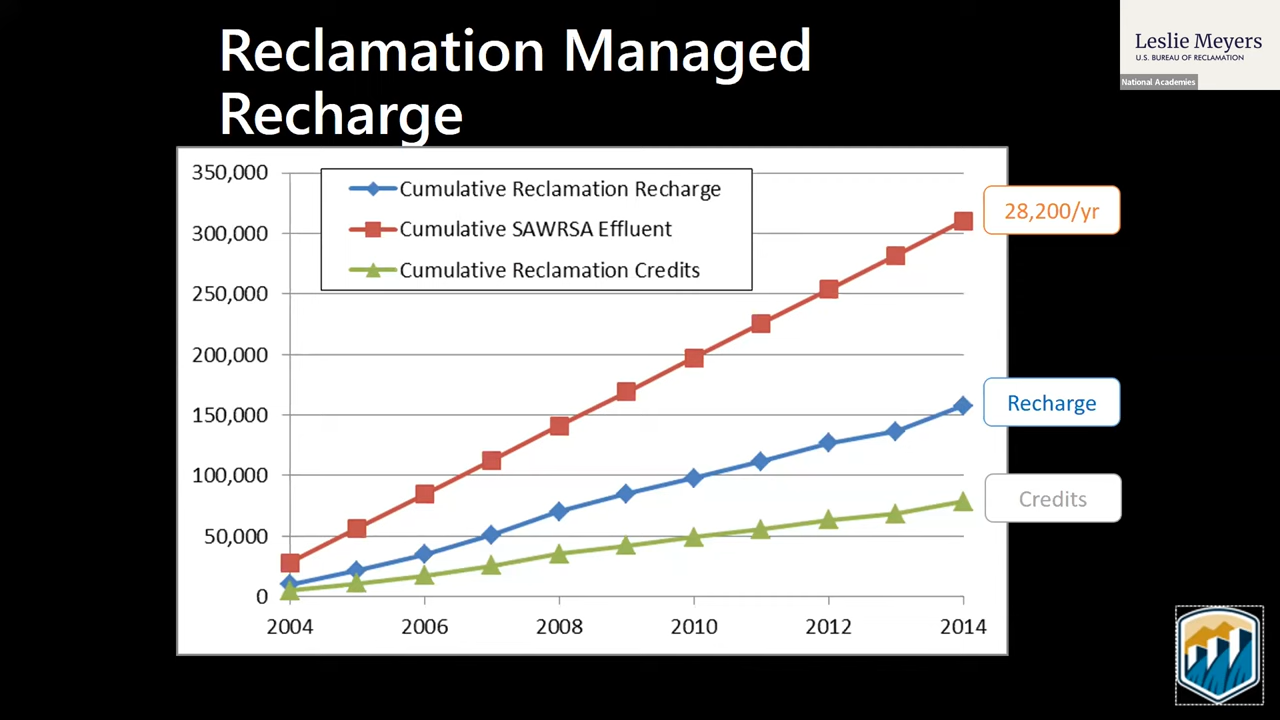 Reclamation Managed
Recharge
Leslie Meyers
U.S. BUREAU OF RECLAMATION
National Academies
350,000
300,000
250,000
200,000
150,000
100,000
50,000
0
Cumulative Reclamation Recharge
Cumulative SAWRSA Effluent
Cumulative Reclamation Credits
28,200/yr
Recharge
Credits
2004 2006 2008 2010 2012 2014